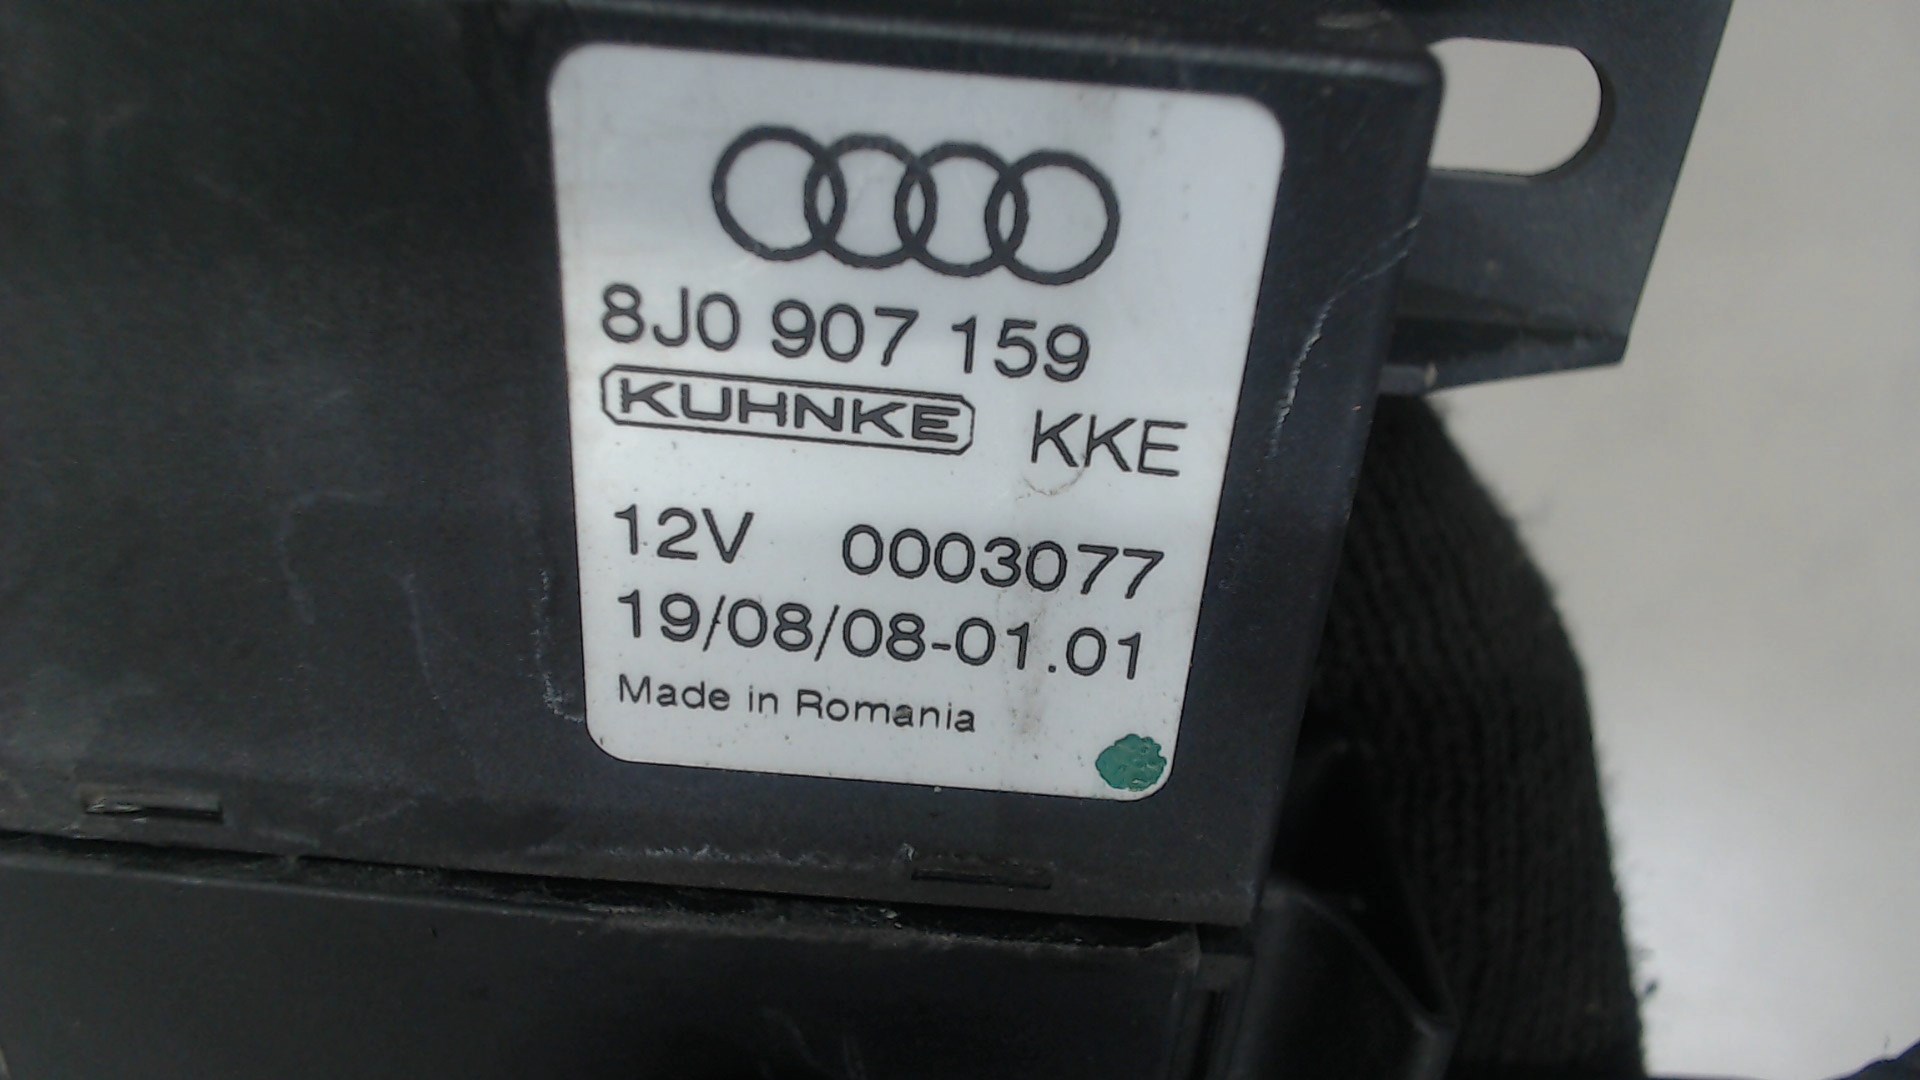 8J0 907 159
KUHNKE KKE
12V 0003077
19/08/08-01.01
Made in Romania